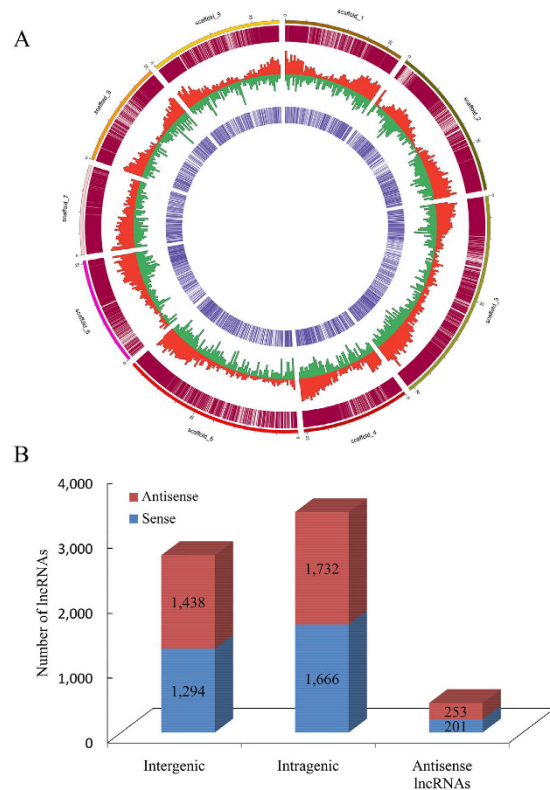 A
scaffold_9
scaffold_1
scaffold_2
scaffold_3
scaffold_4
scaffold_5
scaffold_6
scaffold_7
scaffold_8
B
4,000
3,000
2,000
1,000
0
Number of lncRNAs
Antisense
Sense
1,438
1,294
1,732
1,666
253
201
Intergenic
Intragenic
Antisense
lncRNAs